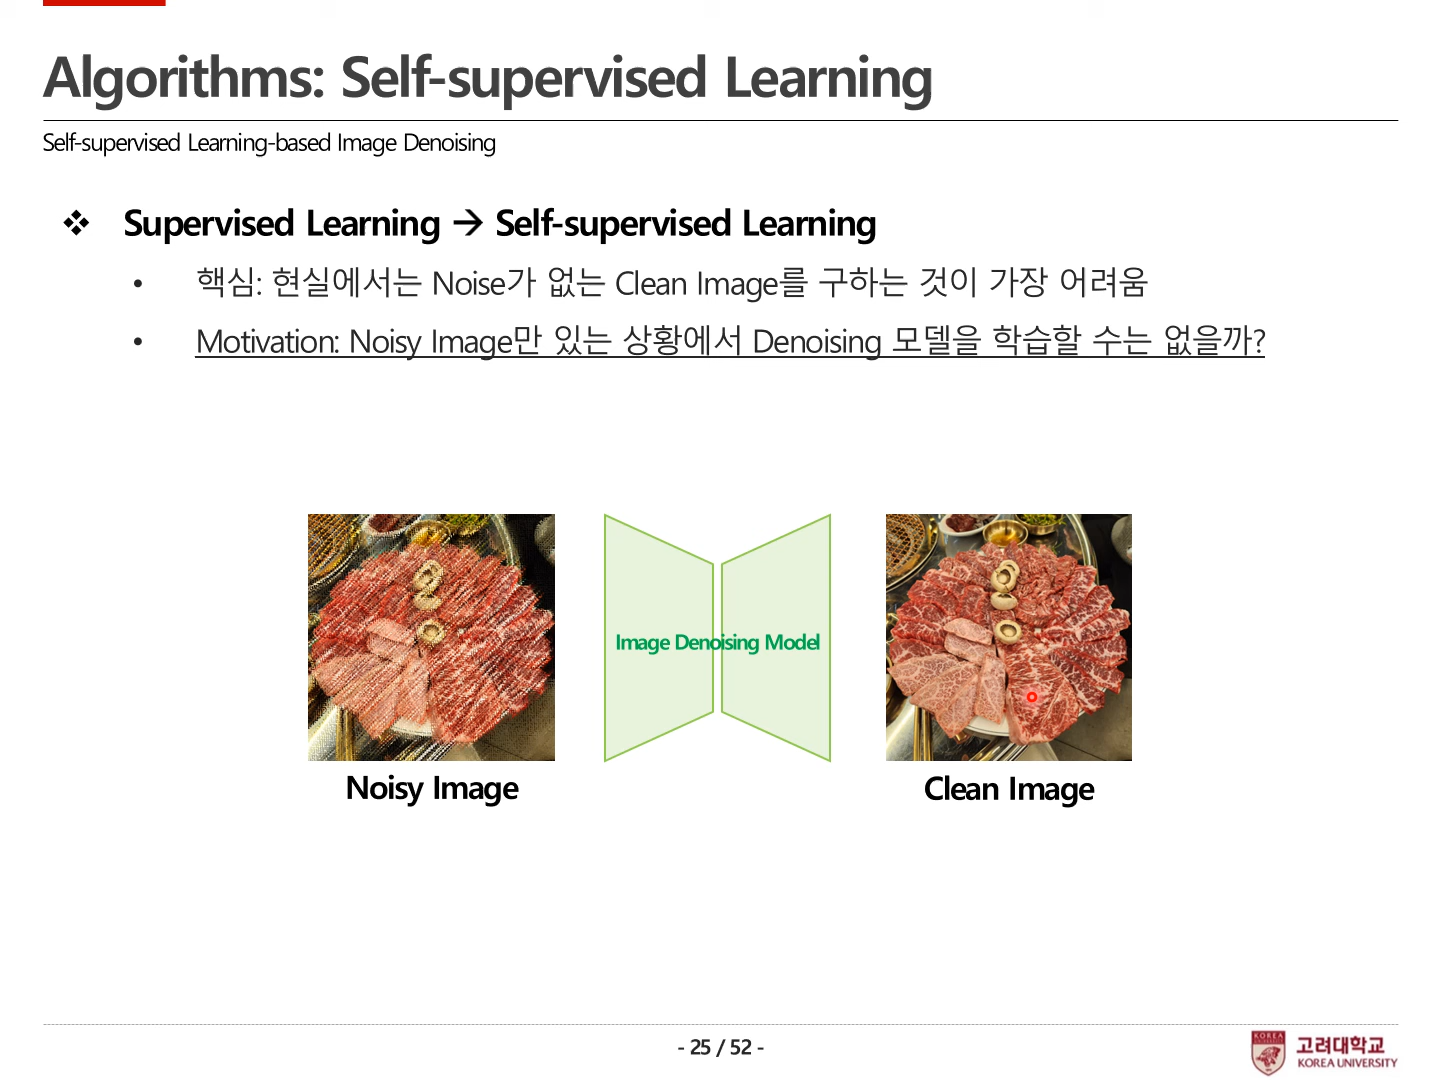 Algorithms: Self-supervised Learning
Self-supervised Learning-based Image Denoising
❖ Supervised Learning → Self-supervised Learning
• 핵심: 현실에서는 Noise가 없는 Clean Image를 구하는 것이 가장 어려움
• Motivation: Noisy Image만 있는 상황에서 Denoising 모델을 학습할 수는 없을까?
Image Denoising Model
Noisy Image
Clean Image
- 25 / 52 -
KOREA
고려대학교
KOREA UNIVERSITY